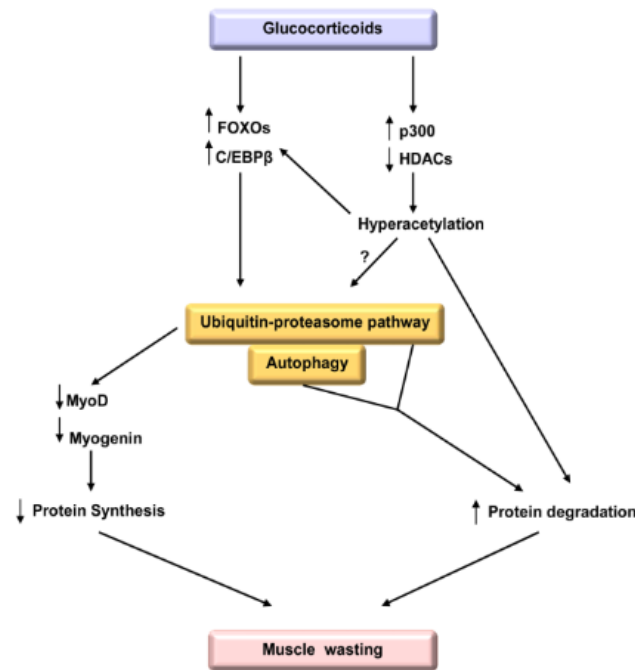 Glucocorticoids
↑ FOXOs
↑ C/EBPβ
↑ p300
↓ HDACs
Hyperacetylation
?
Ubiquitin-proteasome pathway
Autophagy
↓ MyoD
↓ Myogenin
↓ Protein Synthesis
↑ Protein degradation
Muscle wasting